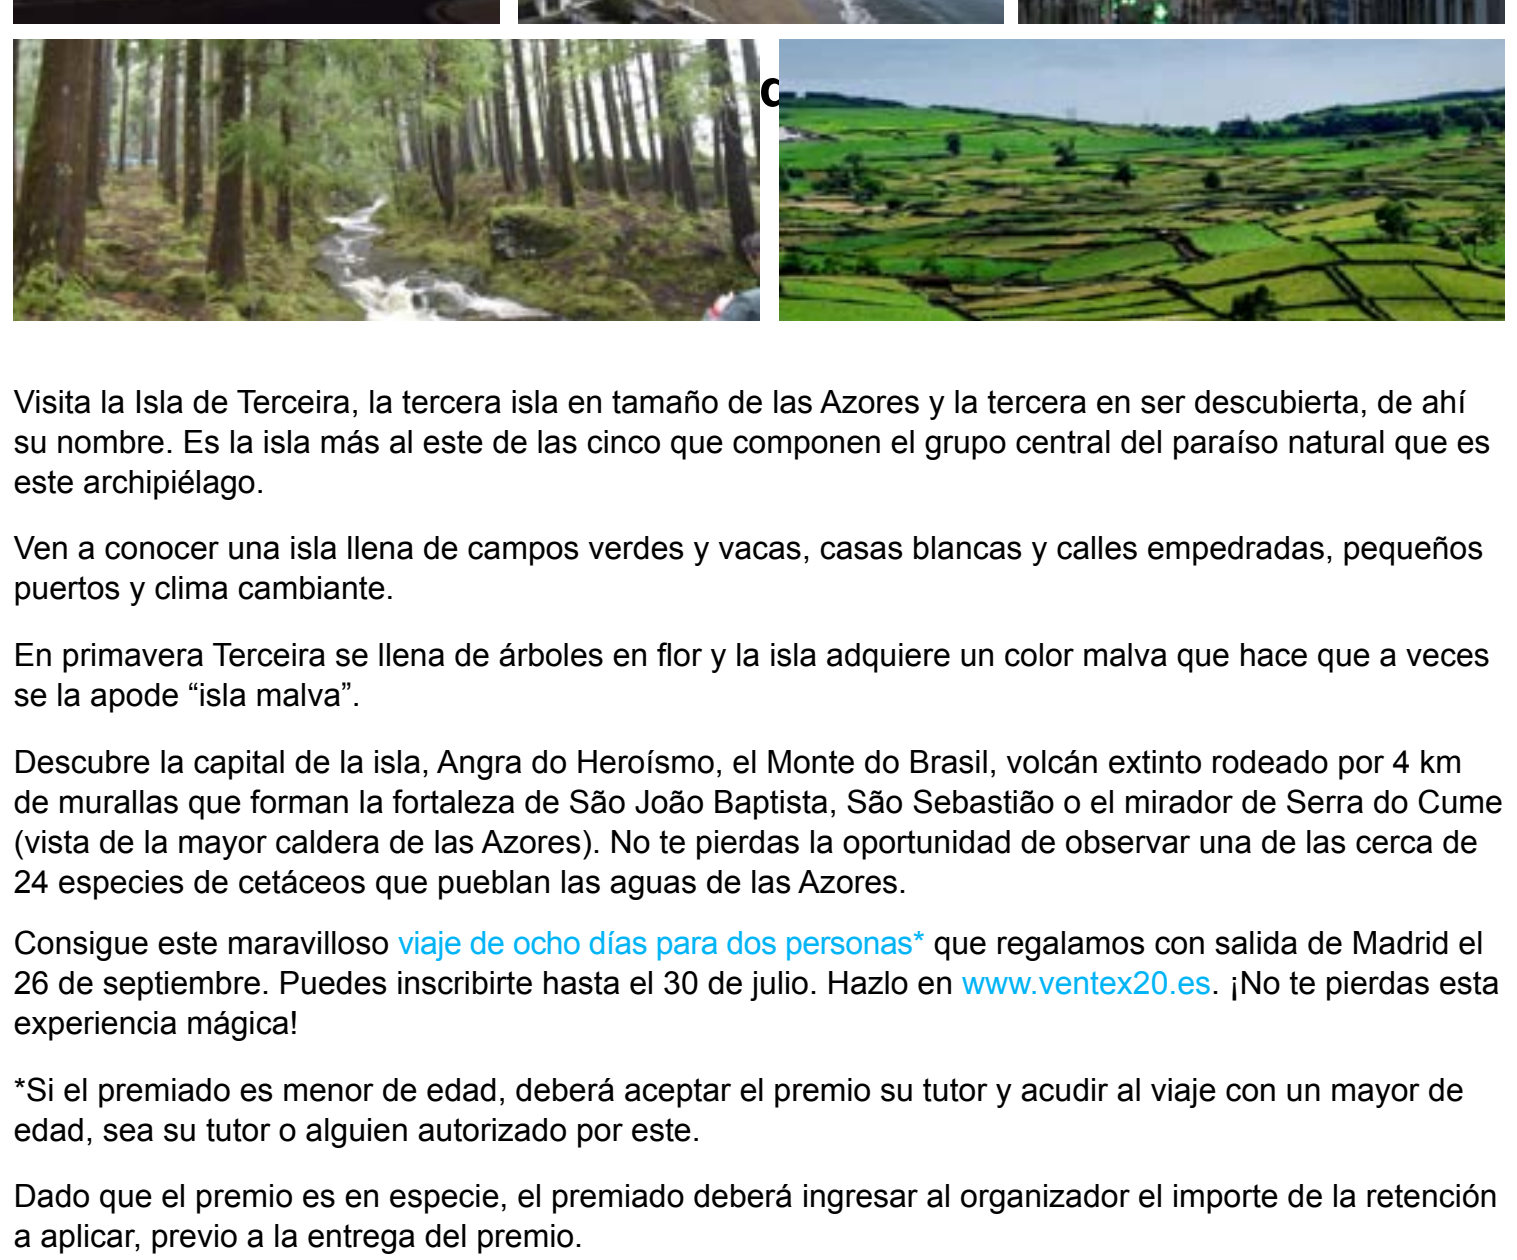 Visita la Isla de Terceira, la tercera isla en tamaño de las Azores y la tercera en ser descubierta, de ahí
su nombre. Es la isla más al este de las cinco que componen el grupo central del paraíso natural que es
este archipiélago.
Ven a conocer una isla llena de campos verdes y vacas, casas blancas y calles empedradas, pequeños
puertos y clima cambiante.
En primavera Terceira se llena de árboles en flor y la isla adquiere un color malva que hace que a veces
se la apode “isla malva”.
Descubre la capital de la isla, Angra do Heroísmo, el Monte do Brasil, volcán extinto rodeado por 4 km
de murallas que forman la fortaleza de São João Baptista, São Sebastião o el mirador de Serra do Cume
(vista de la mayor caldera de las Azores). No te pierdas la oportunidad de observar una de las cerca de
24 especies de cetáceos que pueblan las aguas de las Azores.
Consigue este maravilloso viaje de ocho días para dos personas* que regalamos con salida de Madrid el
26 de septiembre. Puedes inscribirte hasta el 30 de julio. Hazlo en www.ventex20.es. ¡No te pierdas esta
experiencia mágica!
*Si el premiado es menor de edad, deberá aceptar el premio su tutor y acudir al viaje con un mayor de
edad, sea su tutor o alguien autorizado por este.
Dado que el premio es en especie, el premiado deberá ingresar al organizador el importe de la retención
a aplicar, previo a la entrega del premio.